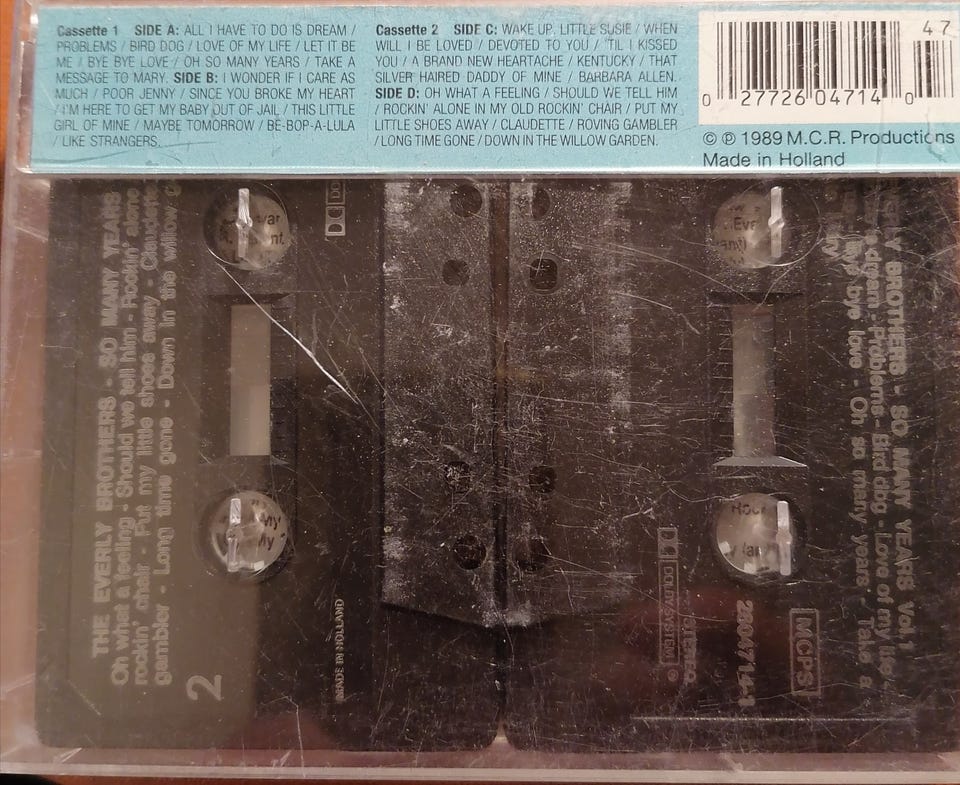 Cassette 1 SIDE A: ALL I HAVE TO DO IS DREAM /
PROBLEMS / BIRD DOG / LOVE OF MY LIFE / LET IT BE
ME / BYE BYE LOVE / OH SO MANY YEARS / TAKE A
MESSAGE TO MARY. SIDE B: I WONDER IF I CARE AS
MUCH / POOR JENNY / SINCE YOU BROKE MY HEART
/ I'M HERE TO GET MY BABY OUT OF JAIL / THIS LITTLE
GIRL OF MINE / MAYBE TOMORROW / BE-BOP-A-LULA
/ LIKE STRANGERS.
Cassette 2 SIDE C: WAKE UP, LITTLE SUSIE / WHEN
WILL I BE LOVED / DEVOTED TO YOU / 'TIL I KISSED
YOU / A BRAND NEW HEARTACHE / KENTUCKY / THAT
SILVER HAIRED DADDY OF MINE / BARBARA ALLEN.
SIDE D: OH WHAT A FEELING / SHOULD WE TELL HIM
/ ROCKIN' ALONE IN MY OLD ROCKIN' CHAIR / PUT MY
LITTLE SHOES AWAY / CLAUDETTE / ROVING GAMBLER
/ LONG TIME GONE / DOWN IN THE WILLOW GARDEN.
4 7
0 27726 04714 0
© ℗ 1989 M.C.R. Productions
Made in Holland
THE EVERLY BROTHERS - SO MANY YEARS
Oh what a feeling - Should we tell him - Rockin' alone
rockin' chair - Put my little shoes away - Claudette
gambler - Long time gone - Down in the willow
2
MADE IN HOLLAND
BROTHERS - SO MANY YEARS Vol. 1
dream - Problems - Bird dog - Love of my life -
bye love - Oh so many years - Take a
DOLBY SYSTEM
MCPS